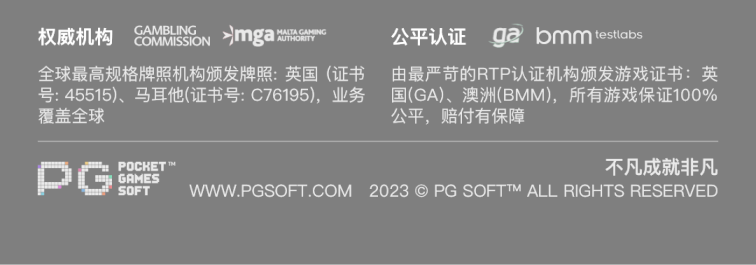 权威机构 GAMBLING COMMISSION mga MALTA GAMING AUTHORITY
全球最高规格牌照机构颁发牌照: 英国 (证书
号: 45515)、马耳他(证书号: C76195)，业务
覆盖全球
公平认证 ga bmm testlabs
由最严苛的RTP认证机构颁发游戏证书：英
国(GA)、澳洲(BMM)，所有游戏保证100%
公平，赔付有保障
PG POCKET GAMES SOFT™
WWW.PGSOFT.COM
不凡成就非凡
2023 © PG SOFT™ ALL RIGHTS RESERVED